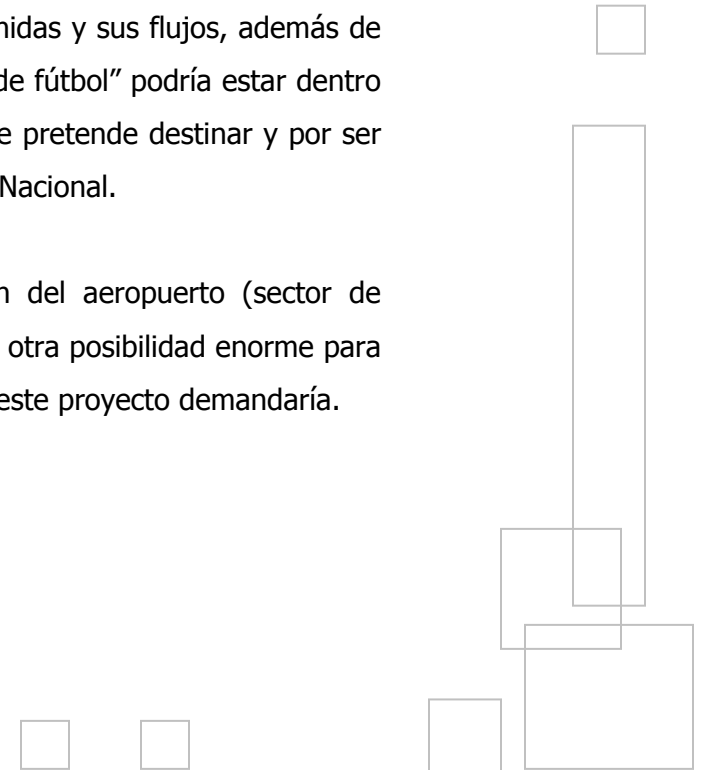 nidas y sus flujos, además de
de fútbol” podría estar dentro
e pretende destinar y por ser
Nacional.
n del aeropuerto (sector de
otra posibilidad enorme para
este proyecto demandaría.